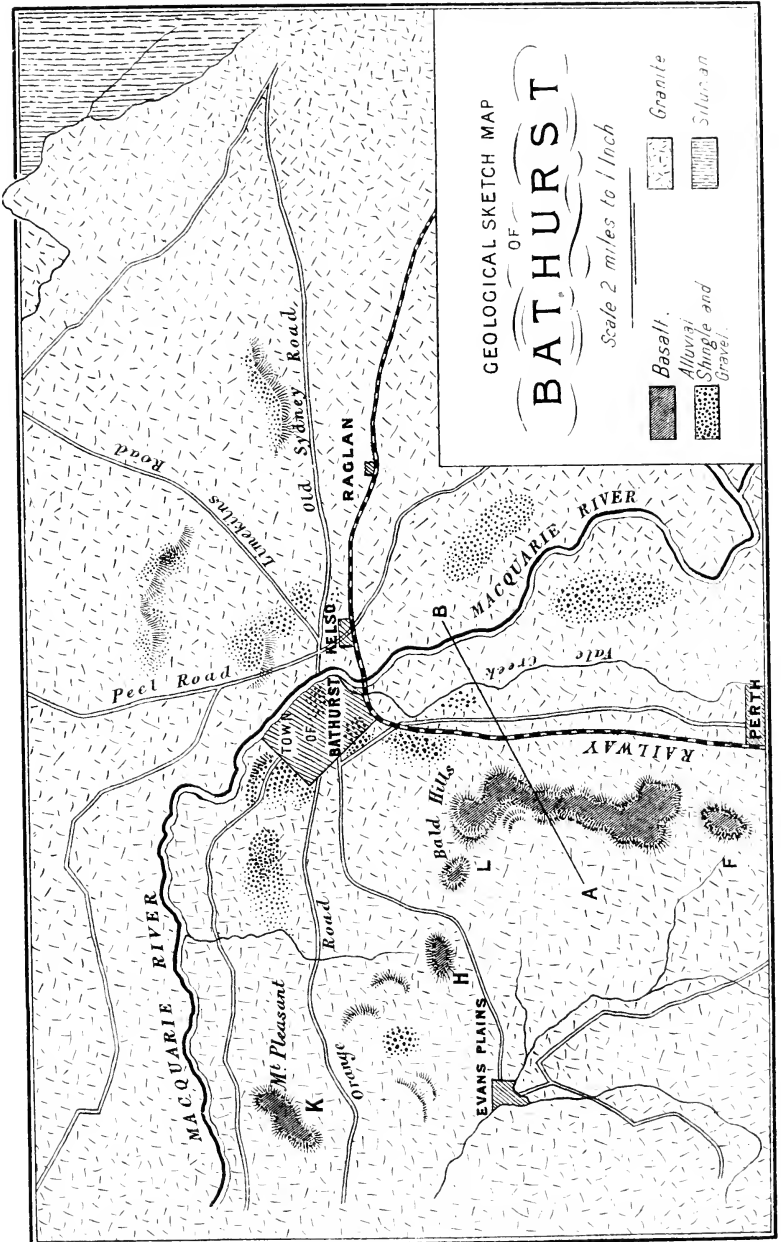 GEOLOGICAL SKETCH MAP
OF
BATHURST
Scale 2 miles to 1 Inch
Basalt.
Granite
Alluvial
Shingle and
Gravel.
Silurian
Peel Road
Limekilns
Road
Old Sydney Road
RAGLAN
KELSO
TOWN
OF
BATHURST
MACQUARIE RIVER
MACQUARIE RIVER
Vale Creek
RAILWAY
PERTH
Bald Hills
Mt Pleasant
Orange
Road
EVANS PLAINS
A
B
F
H
K
L